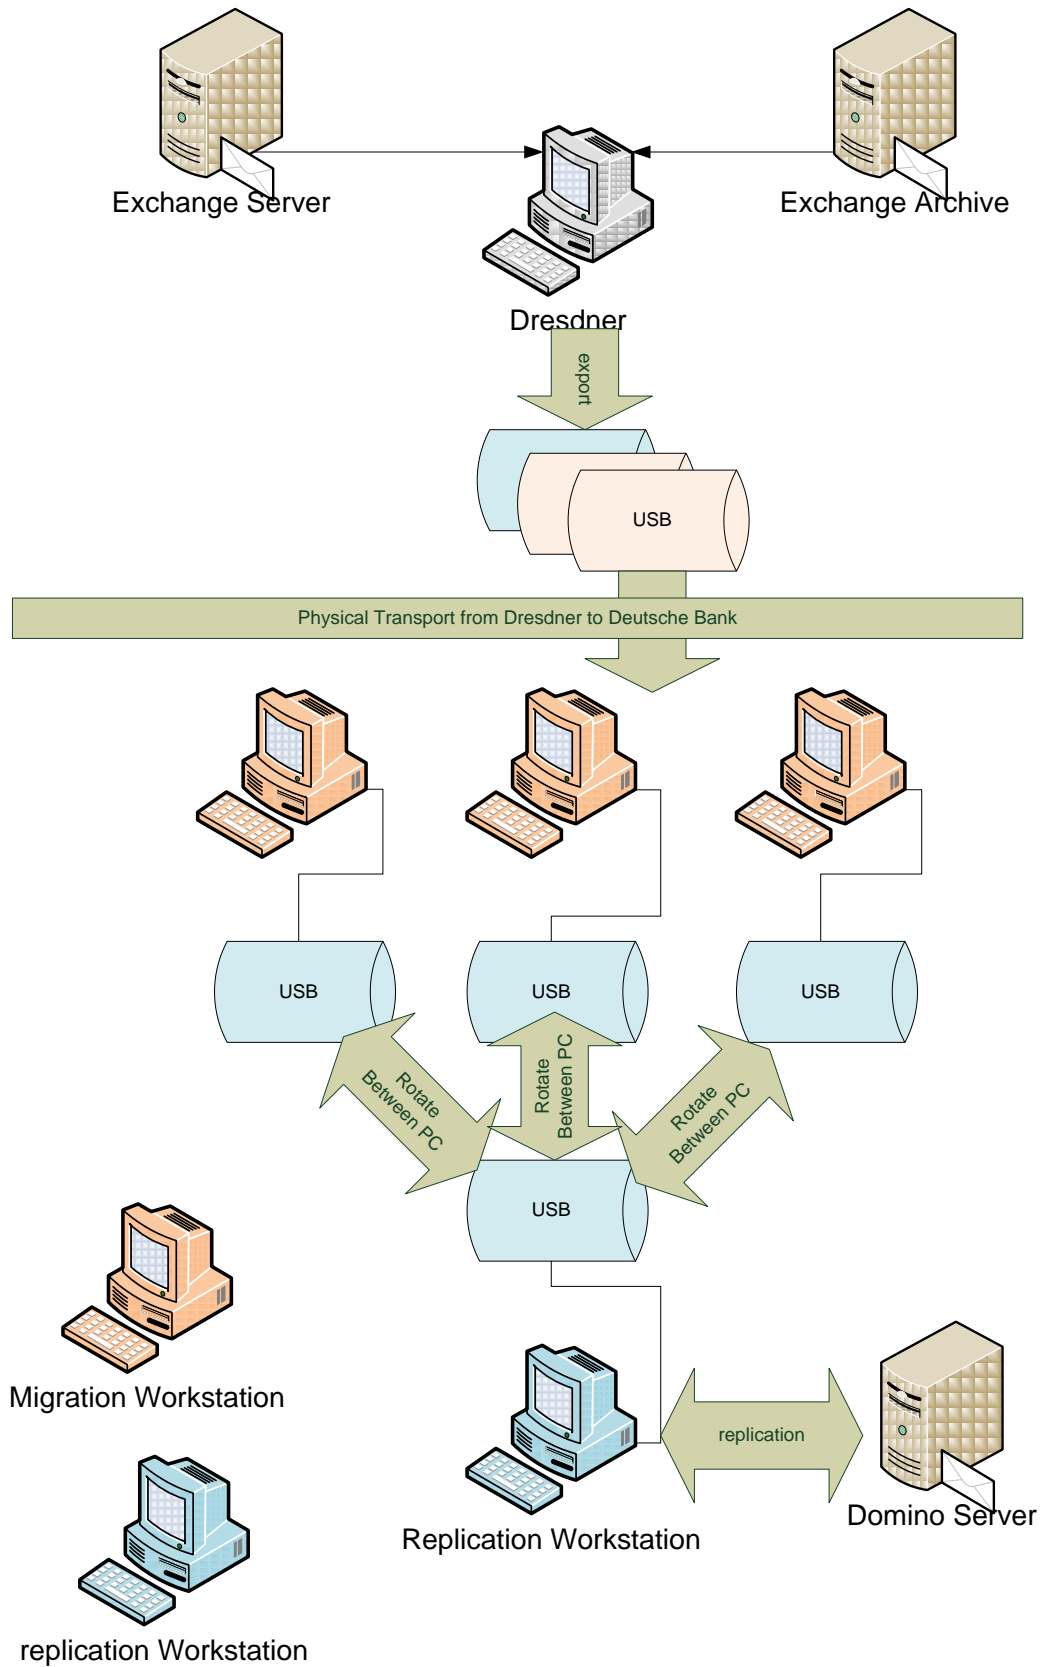 Exchange Server
Exchange Archive
Dresdner
export
USB
Physical Transport from Dresdner to Deutsche Bank
USB
USB
USB
Rotate
Between PC
Rotate
Between PC
Rotate
Between PC
USB
Migration Workstation
replication
Replication Workstation
Domino Server
replication Workstation